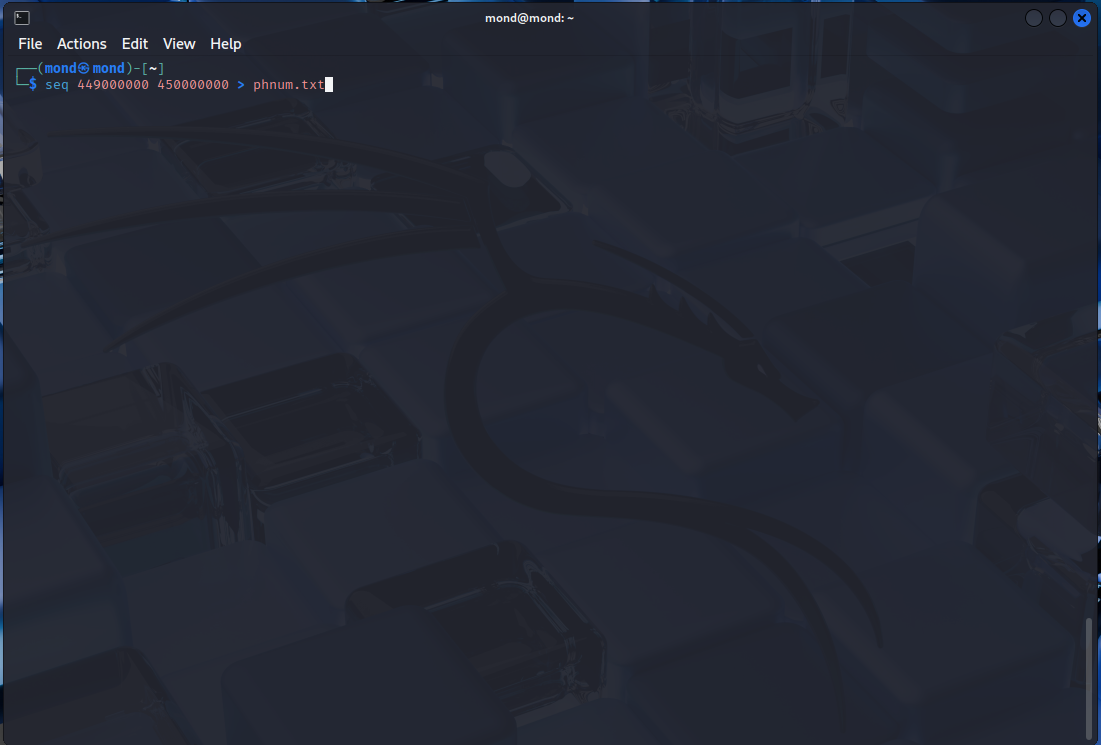 mond@mond: ~
File Actions Edit View Help
┌──(mond㉿mond)-[~]
└─$ seq 449000000 450000000 > phnum.txt